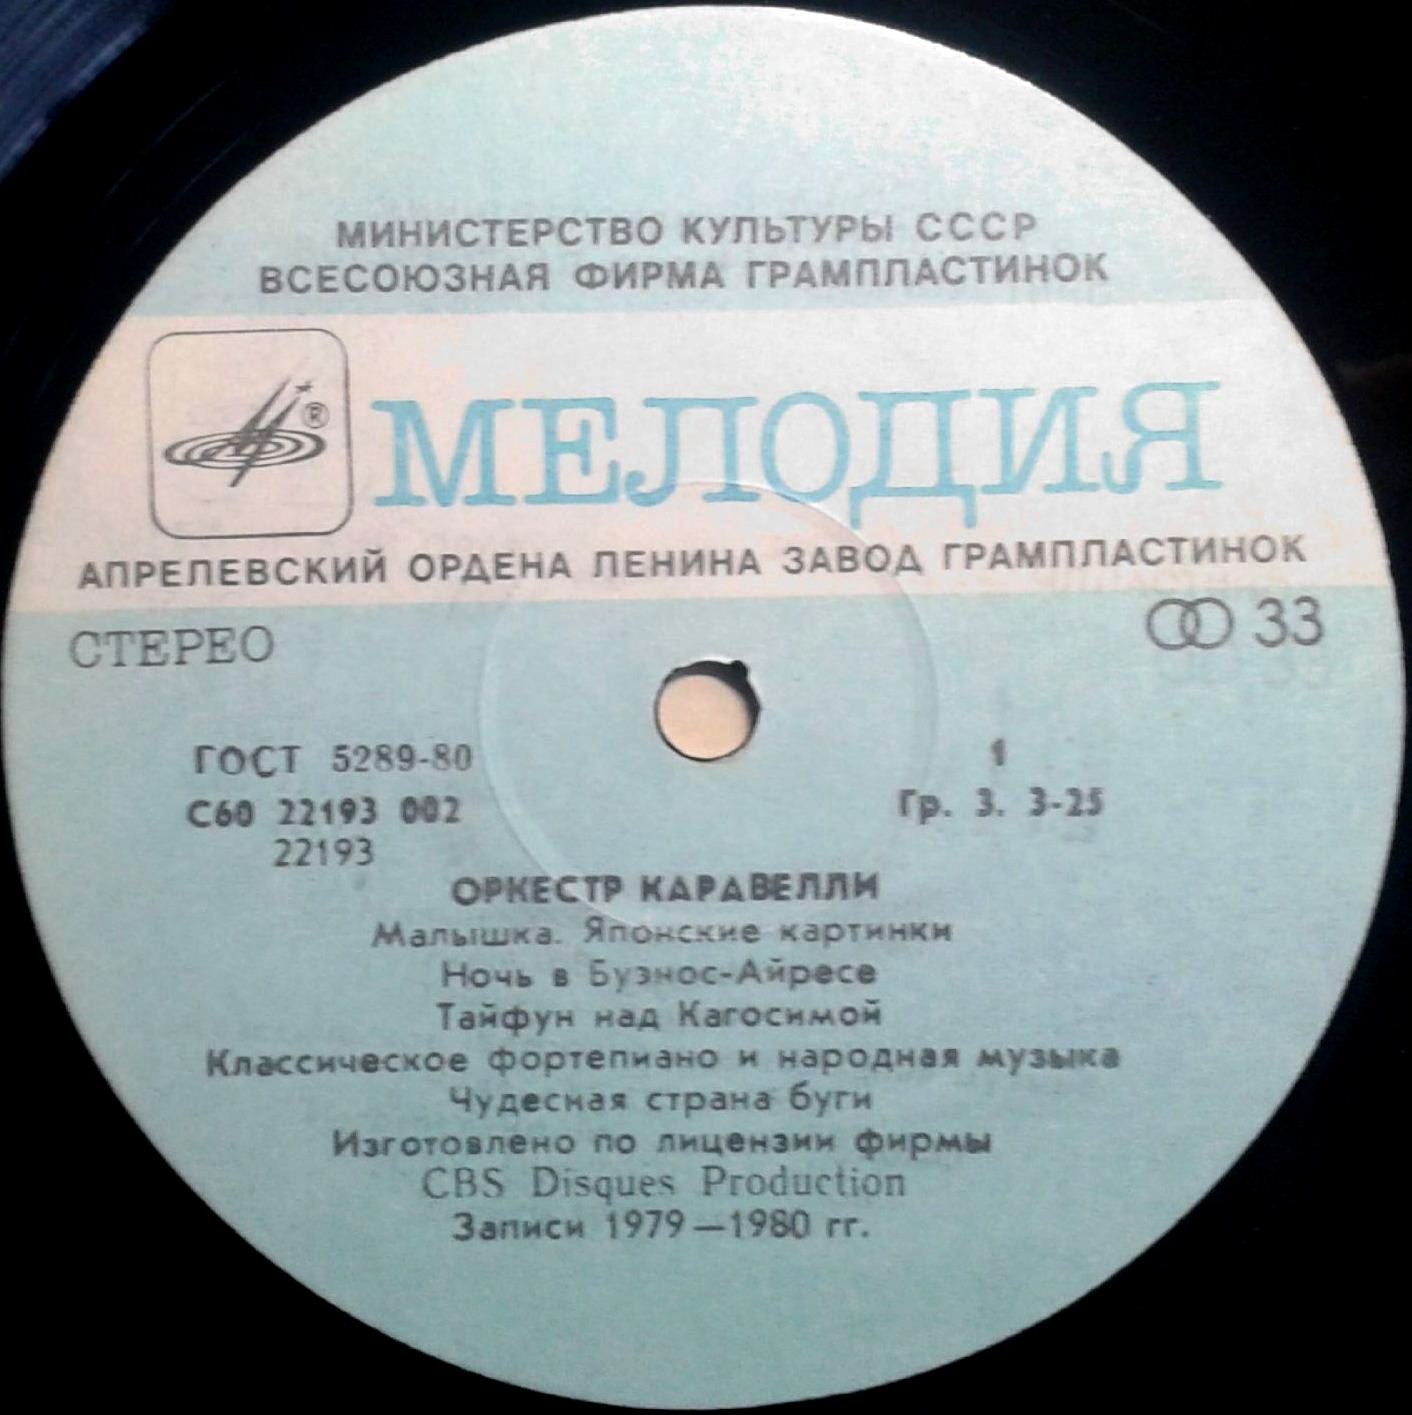 МИНИСТЕРСТВО КУЛЬТУРЫ СССР
ВСЕСОЮЗНАЯ ФИРМА ГРАМПЛАСТИНОК
®
МЕЛОДИЯ
АПРЕЛЕВСКИЙ ОРДЕНА ЛЕНИНА ЗАВОД ГРАМПЛАСТИНОК
СТЕРЕО
33
ГОСТ 5289-80
1
С60 22193 002
Гр. 3. 3-25
22193
ОРКЕСТР КАРАВЕЛЛИ
Малышка. Японские картинки
Ночь в Буэнос-Айресе
Тайфун над Кагосимой
Классическое фортепиано и народная музыка
Чудесная страна буги
Изготовлено по лицензии фирмы
CBS Disques Production
Записи 1979—1980 гг.